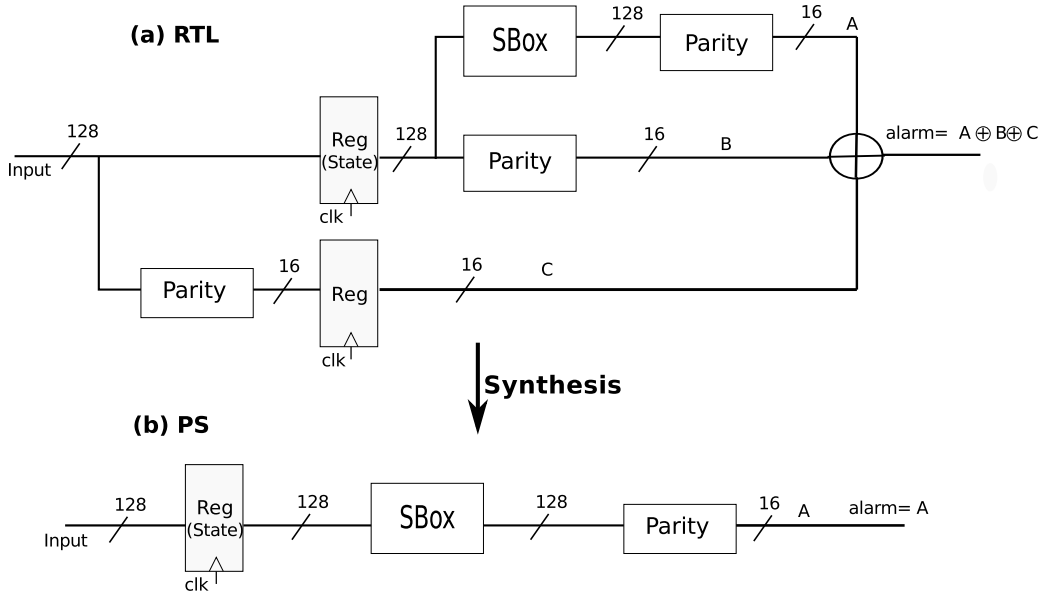 (a) RTL
SBox
128
Parity
16
A
128
Input
Reg
(State)
clk
128
Parity
16
B
alarm= A ⊕ B⊕ C
Parity
16
Reg
clk
16
C
Synthesis
(b) PS
Input
128
Reg
(State)
clk
128
SBox
128
Parity
16
A
alarm= A